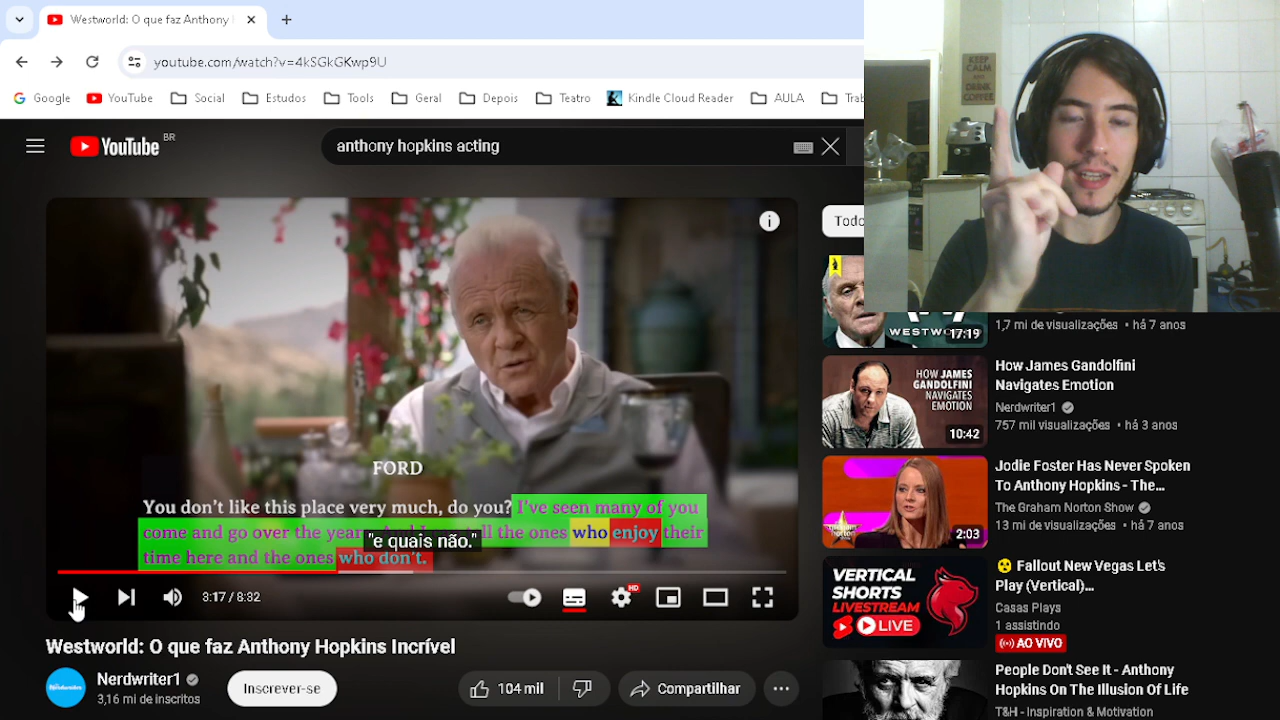 Westworld: O que faz Anthony
youtube.com/watch?v=4kSGkGKwp9U
Google
YouTube
Social
Tools
Geral
Depois
Teatro
Kindle Cloud Reader
AULA
KEEP
CALM
AND
DRINK
COFFEE
YouTube BR
anthony hopkins acting
FORD
You don't like this place very much, do you? I've seen many of you
come and go over the year ll the ones who enjoy their
time here and the ones who don't.
"e quais não."
3:17 / 8:32
HD
Westworld: O que faz Anthony Hopkins Incrível
Nerdwriter1
3,16 mi de inscritos
Inscrever-se
104 mil
Compartilhar
17:19
1,7 mi de visualizações • há 7 anos
HOW JAMES
GANDOLFINI
NAVIGATES
EMOTION
10:42
How James Gandolfini
Navigates Emotion
Nerdwriter1
757 mil visualizações • há 3 anos
2:03
Jodie Foster Has Never Spoken
To Anthony Hopkins - The...
The Graham Norton Show
13 mi de visualizações • há 7 anos
VERTICAL
SHORTS
LIVESTREAM
LIVE
Fallout New Vegas Let's
Play (Vertical)...
Casas Plays
1 assistindo
AO VIVO
People Don't See It - Anthony
Hopkins On The Illusion Of Life
T&H - Inspiration & Motivation